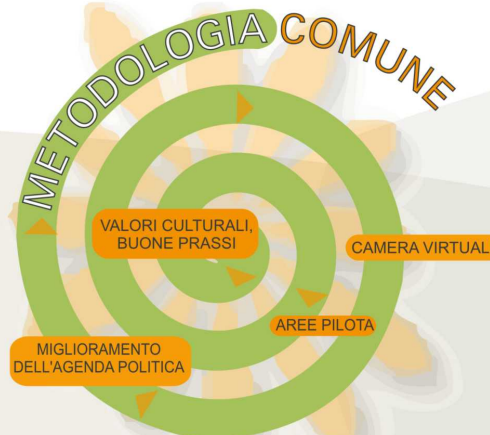 METODOLOGIA COMUNE
VALORI CULTURALI,
BUONE PRASSI
CAMERA VIRTUAL
AREE PILOTA
MIGLIORAMENTO
DELL'AGENDA POLITICA